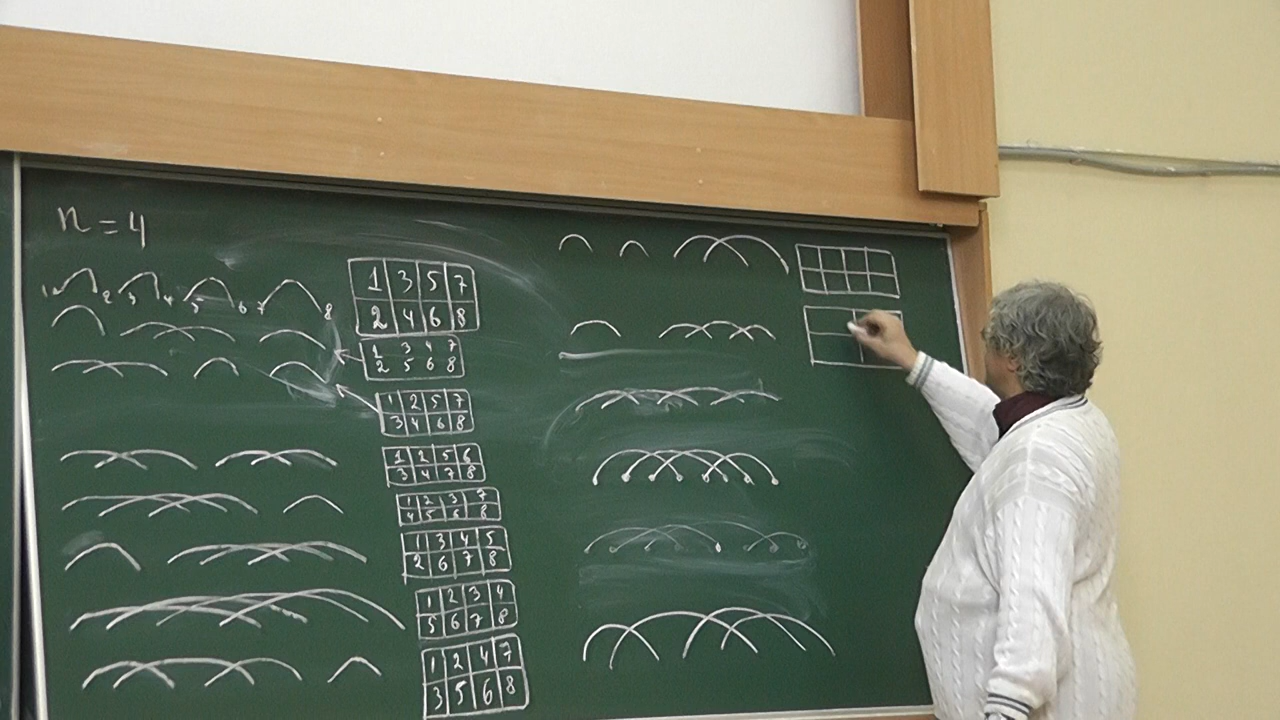 n = 4
1 2 3 4 5 6 7 8
1 3 5 7
2 4 6 8
1 3 4 7
2 5 6 8
1 2 5 7
3 4 6 8
1 2 5 6
3 4 7 8
1 2 3 7
4 5 6 8
1 3 4 5
2 6 7 8
1 2 3 4
5 6 7 8
1 2 4 7
3 5 6 8